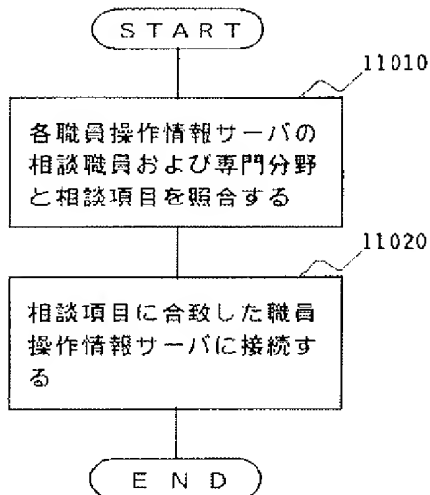 START
11010
各職員操作情報サーバの
相談職員および専門分野
と相談項目を照合する
11020
相談項目に合致した職員
操作情報サーバに接続す
る
END